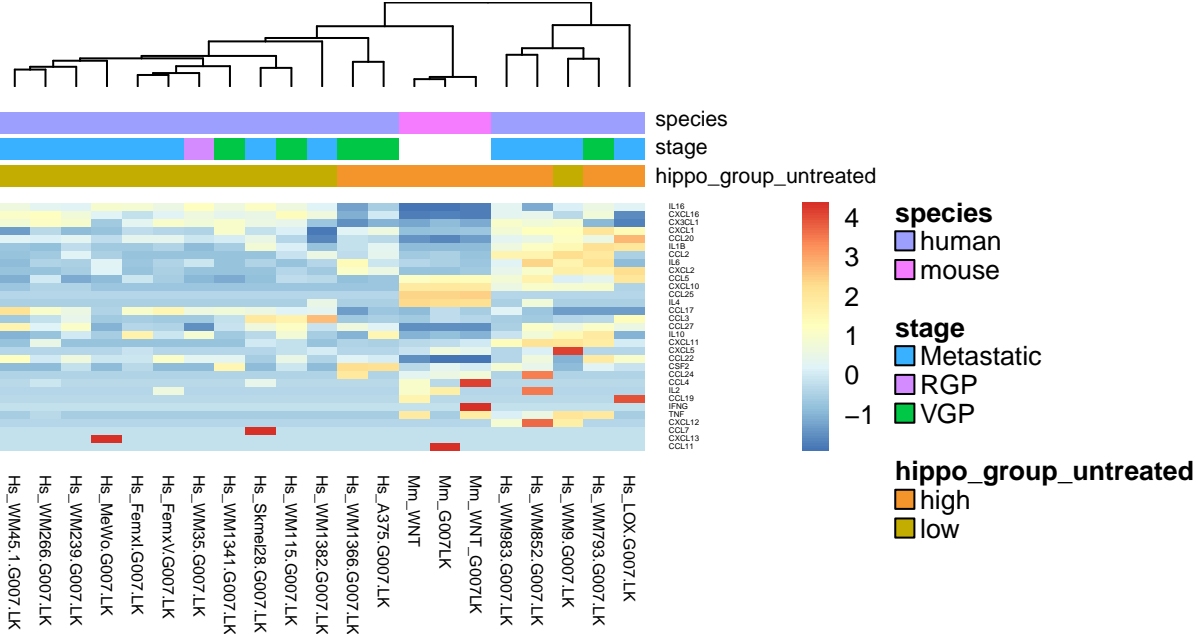 species
stage
hippo_group_untreated
IL16
CXCL16
CX3CL1
CXCL1
CCL20
IL1B
CCL2
IL6
CXCL2
CCL5
CXCL10
CCL25
IL4
CCL17
CCL3
CCL27
IL10
CXCL11
CXCL5
CCL22
CSF2
CCL24
CCL4
IL2
CCL19
IFNG
TNF
CXCL12
CCL7
CXCL13
CCL11
4
3
2
1
0
−1
species
human
mouse
stage
Metastatic
RGP
VGP
hippo_group_untreated
high
low
Hs_WM45.1.G007.LK
Hs_WM266.G007.LK
Hs_WM239.G007.LK
Hs_MeWo.G007.LK
Hs_FemxI.G007.LK
Hs_FemxV.G007.LK
Hs_WM35.G007.LK
Hs_WM1341.G007.LK
Hs_Skmel28.G007.LK
Hs_WM115.G007.LK
Hs_WM1382.G007.LK
Hs_WM1366.G007.LK
Hs_A375.G007.LK
Mm_WNT
Mm_G007LK
Mm_WNT_G007LK
Hs_WM983.G007.LK
Hs_WM852.G007.LK
Hs_WM9.G007.LK
Hs_WM793.G007.LK
Hs_LOX.G007.LK